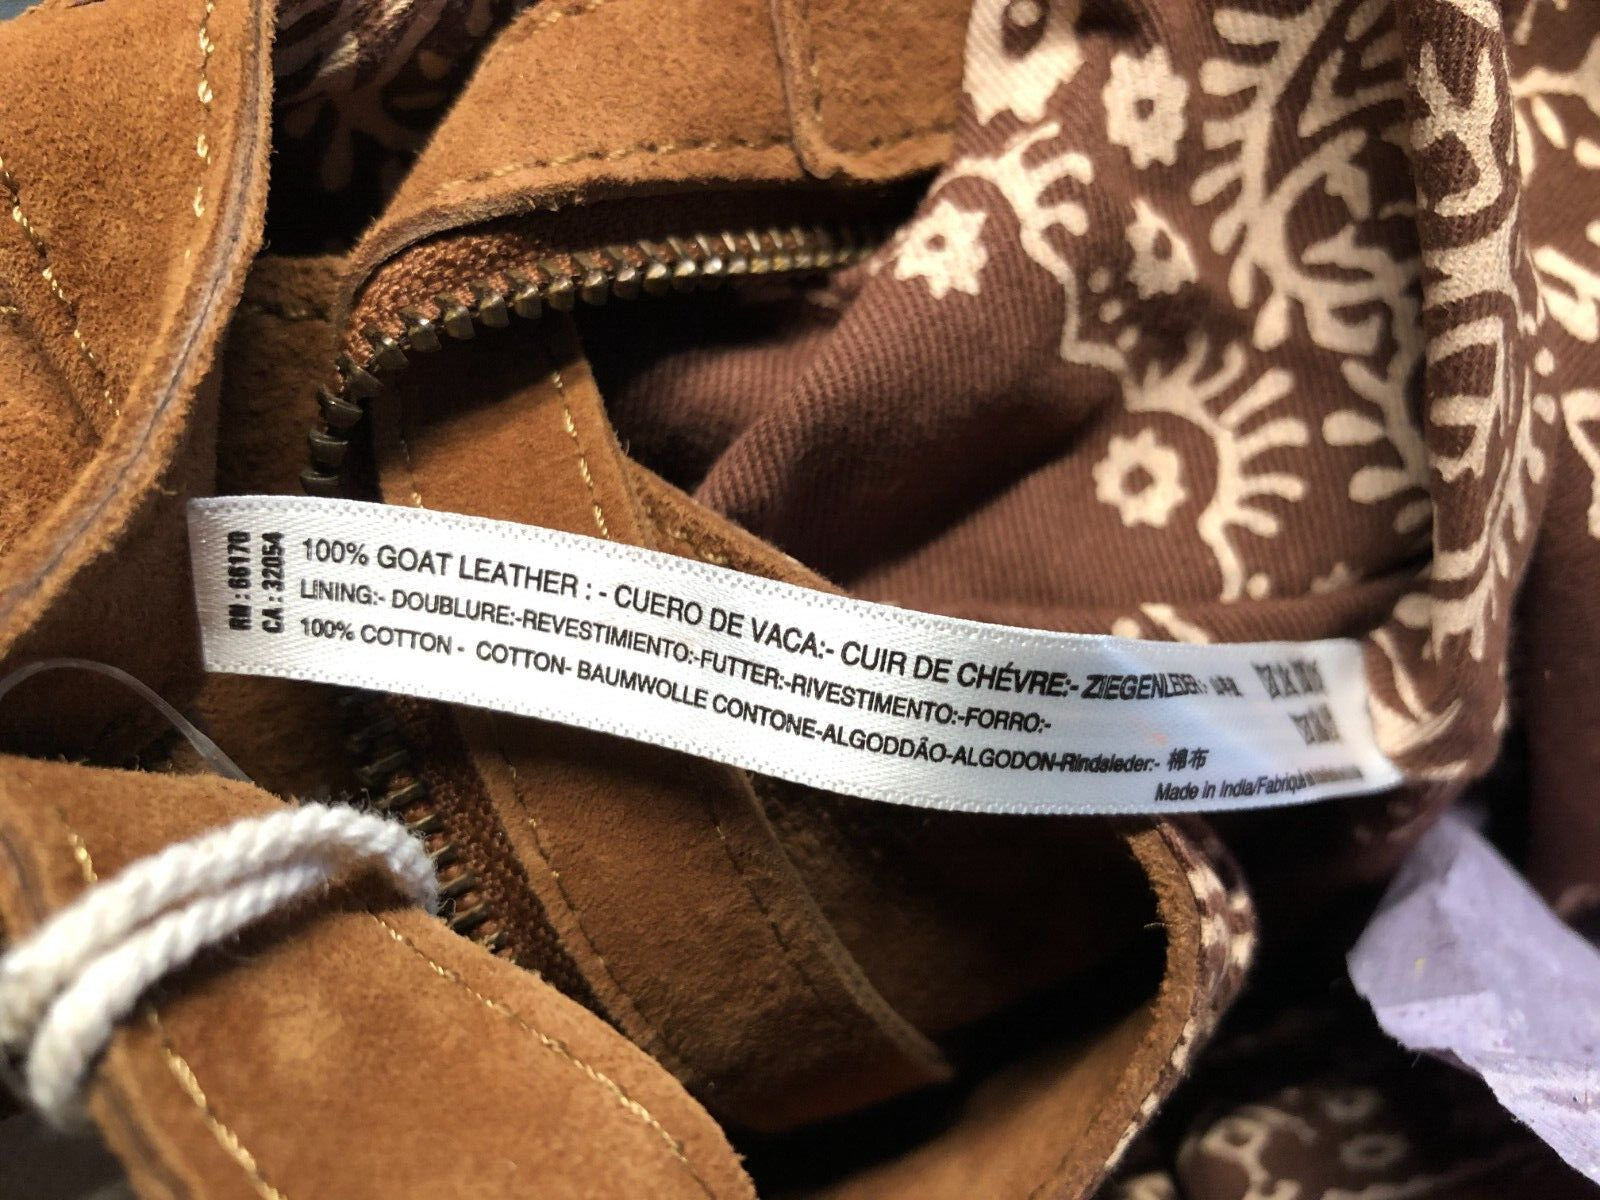 RN : 66170
CA : 32054
100% GOAT LEATHER : - CUERO DE VACA:- CUIR DE CHÉVRE:- ZIEGENLEDER:-
LINING:- DOUBLURE:-REVESTIMIENTO:-FUTTER:-RIVESTIMENTO:-FORRO:-
100% COTTON - COTTON- BAUMWOLLE CONTONE-ALGODDÃO-ALGODON-Rindsleder:- 棉布
Made in India/Fabriqu